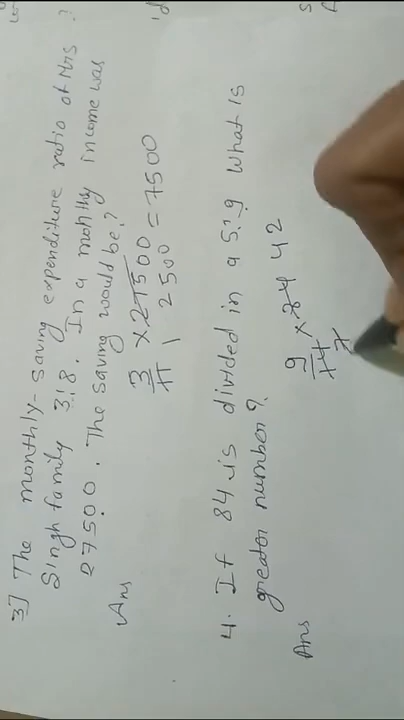 3] The monthly-saving expenditure ratio of Mrs
Singh family 3:8. In a monthly income was
27500. The saving would be?
Ans
3/11 × 27500 = 7500
2500
4. If 84 is divided in a 5:9 what is
greater number?
Ans
9/14 × 84 42
7